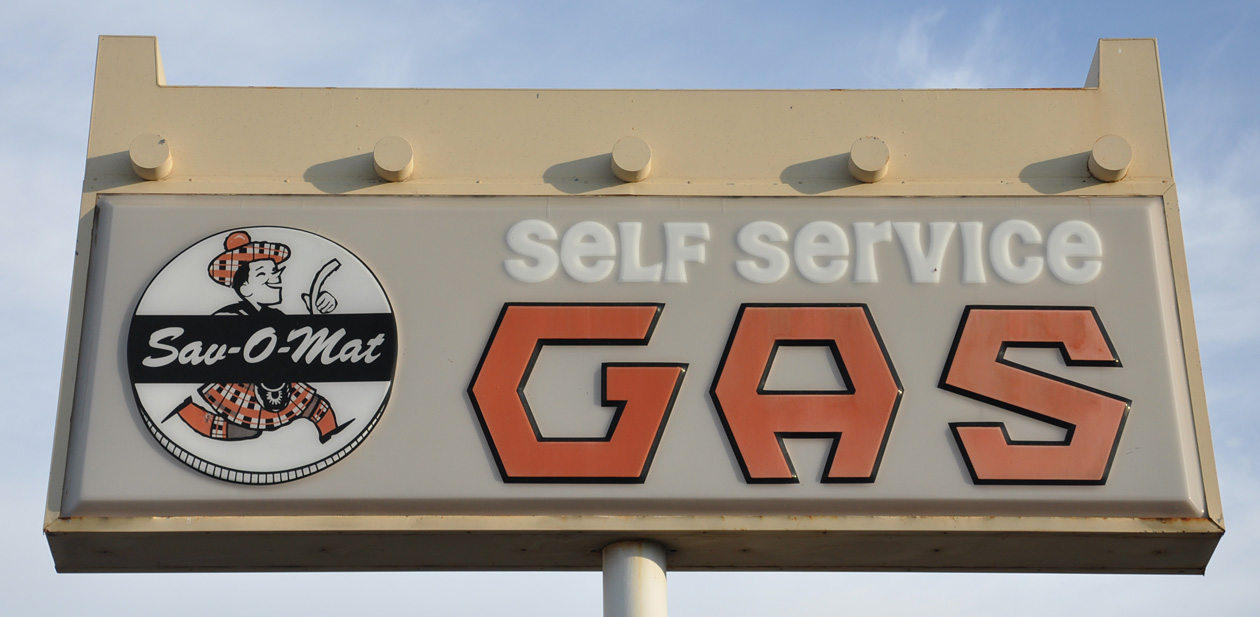 Sav-O-Mat
SELF SERVICE
GAS